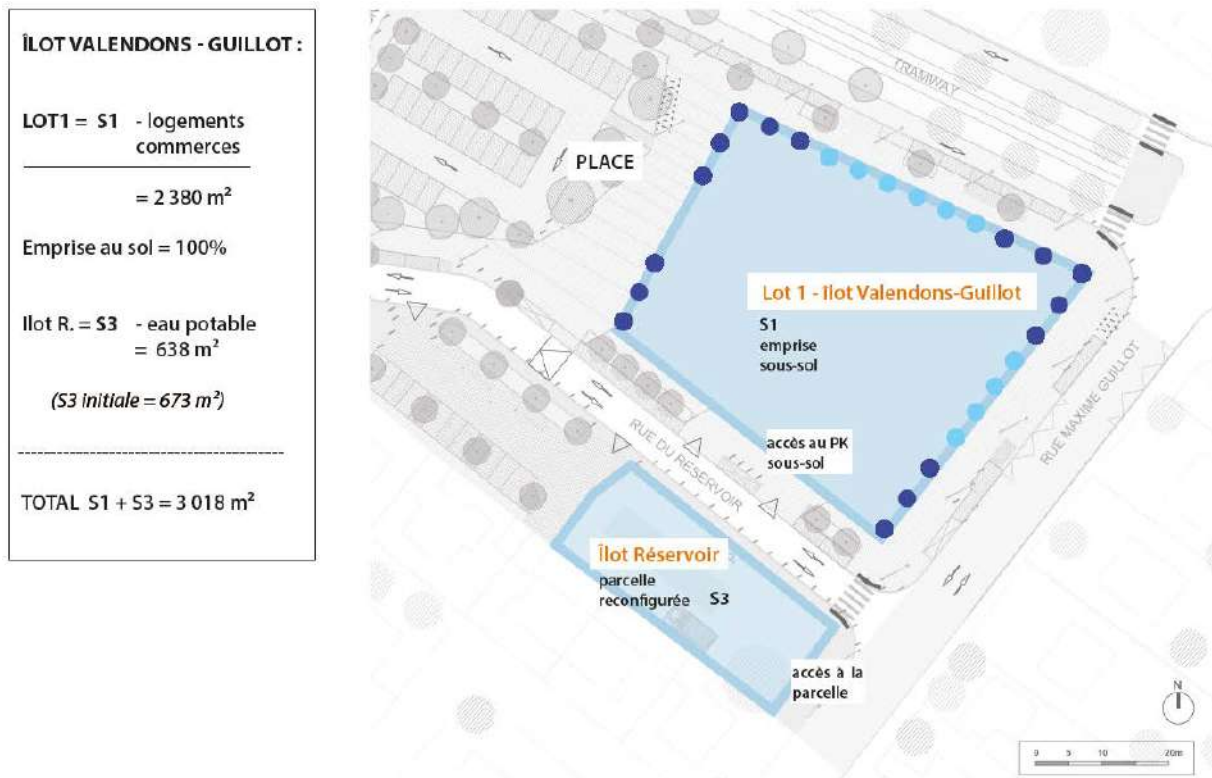 ÎLOT VALENDONS - GUILLOT :
LOT1 = S1 - logements
commerces
= 2 380 m²
Emprise au sol = 100%
Ilot R. = S3 - eau potable
= 638 m²
(S3 initiale = 673 m²)
TOTAL S1 + S3 = 3 018 m²
TRAMWAY
PLACE
Lot 1 - îlot Valendons-Guillot
S1
emprise
sous-sol
RUE MAXIME GUILLOT
accès au PK
sous-sol
RUE DU RESERVOIR
Îlot Réservoir
parcelle
reconfigurée S3
accès à la
parcelle
N
0 5 10 20m